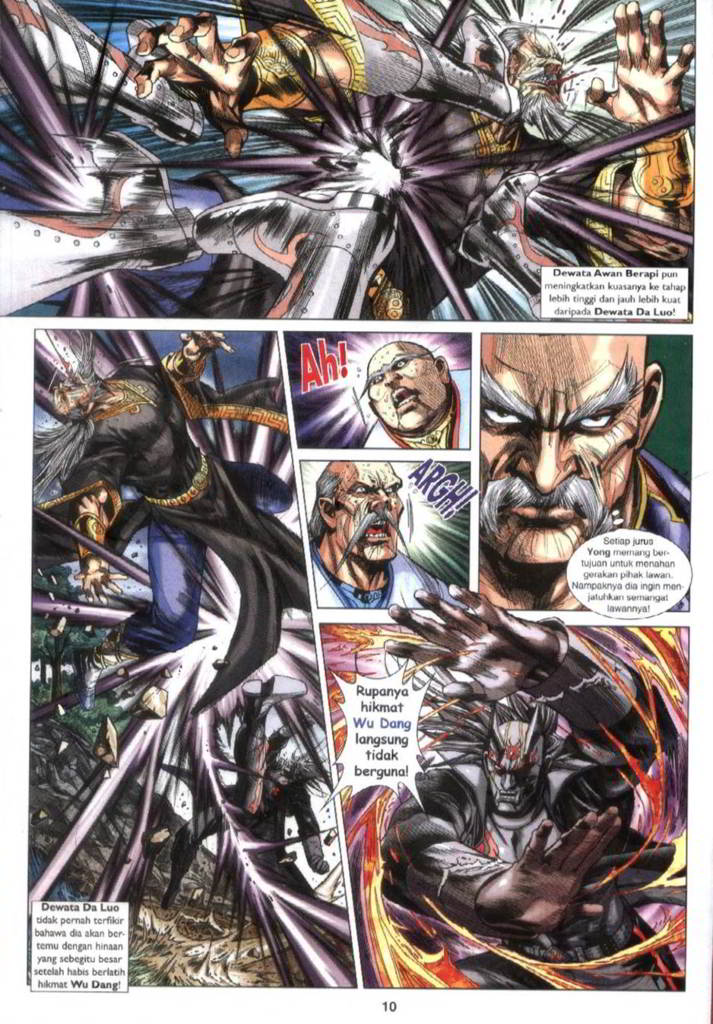 Dewata Awan Berapi pun
meningkatkan kuasanya ke tahap
lebih tinggi dan jauh lebih kuat
daripada Dewata Da Luo!
Ah!
ARGH!
Setiap jurus
Yong memang ber-
tujuan untuk menahan
gerakan pihak lawan.
Nampaknya dia ingin men-
jatuhkan semangat
lawannya!
Rupanya
hikmat
Wu Dang
langsung
tidak
berguna!
Dewata Da Luo
tidak pernah terfikir
bahawa dia akan ber-
temu dengan hinaan
yang sebegitu besar
setelah habis berlatih
hikmat Wu Dang!
10